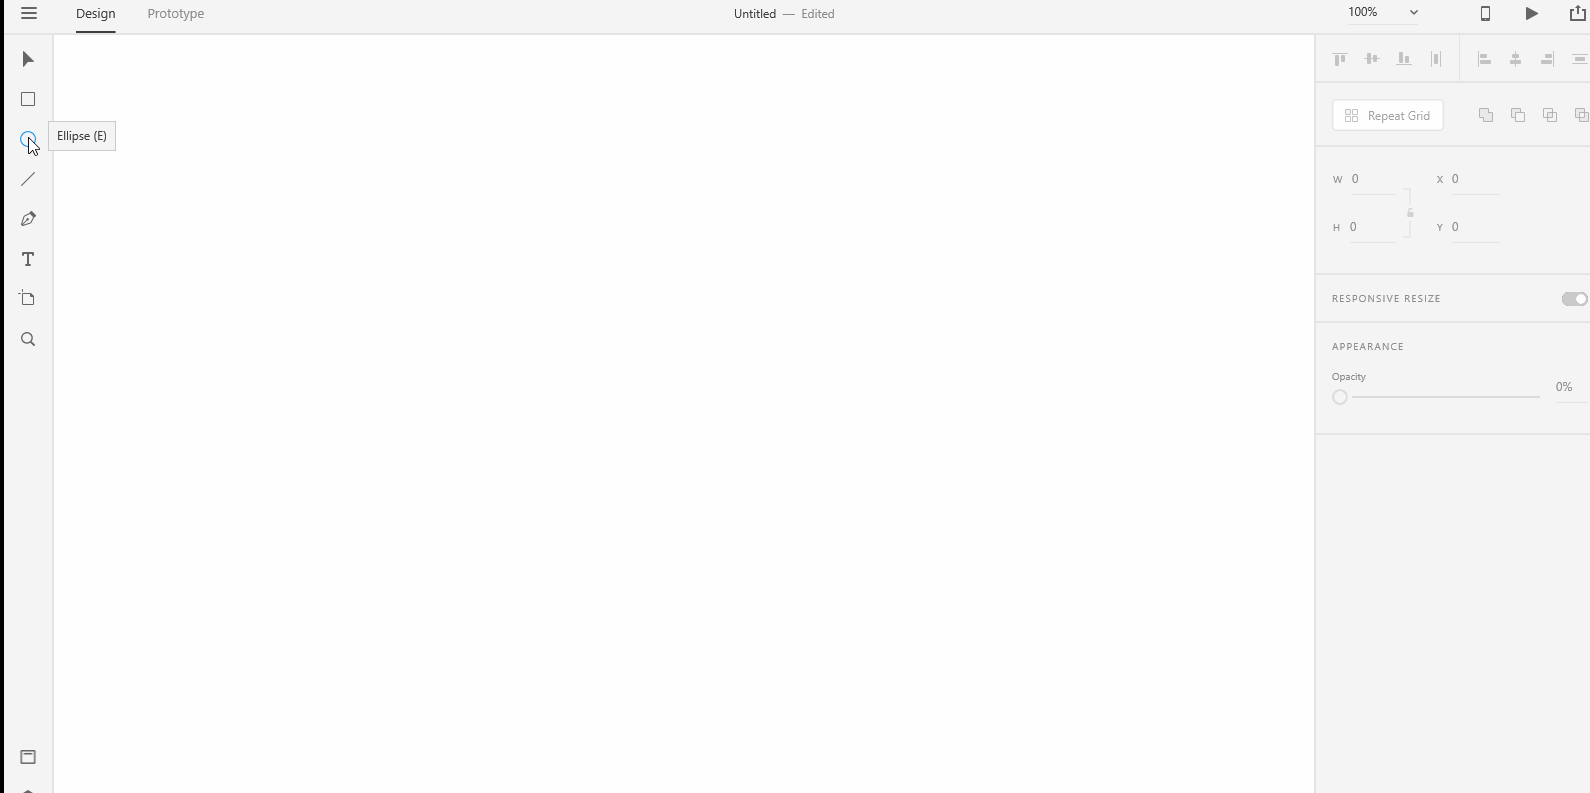 Design Prototype Untitled — Edited 100%
Ellipse (E)
Repeat Grid
W 0 X 0
H 0 Y 0
RESPONSIVE RESIZE
APPEARANCE
Opacity
0%